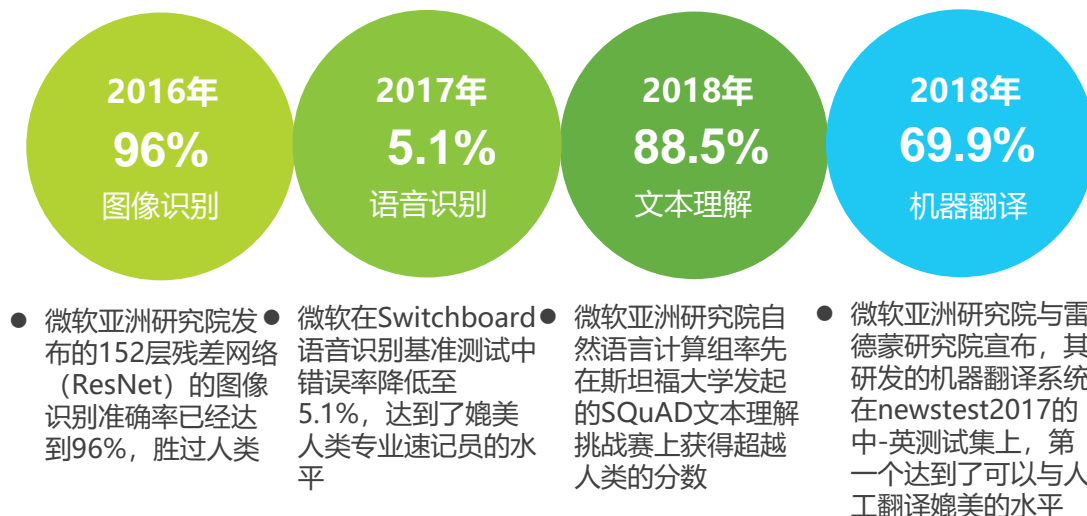 2016年
96%
图像识别
2017年
5.1%
语音识别
2018年
88.5%
文本理解
2018年
69.9%
机器翻译
● 微软亚洲研究院发
布的152层残差网络
（ResNet）的图像
识别准确率已经达
到96%，胜过人类
● 微软在Switchboard
语音识别基准测试中
错误率降低至
5.1%，达到了媲美
人类专业速记员的水
平
● 微软亚洲研究院自
然语言计算组率先
在斯坦福大学发起
的SQuAD文本理解
挑战赛上获得超越
人类的分数
● 微软亚洲研究院与雷
德蒙研究院宣布，其
研发的机器翻译系统
在newstest2017的
中-英测试集上，第
一个达到了可以与人
工翻译媲美的水平